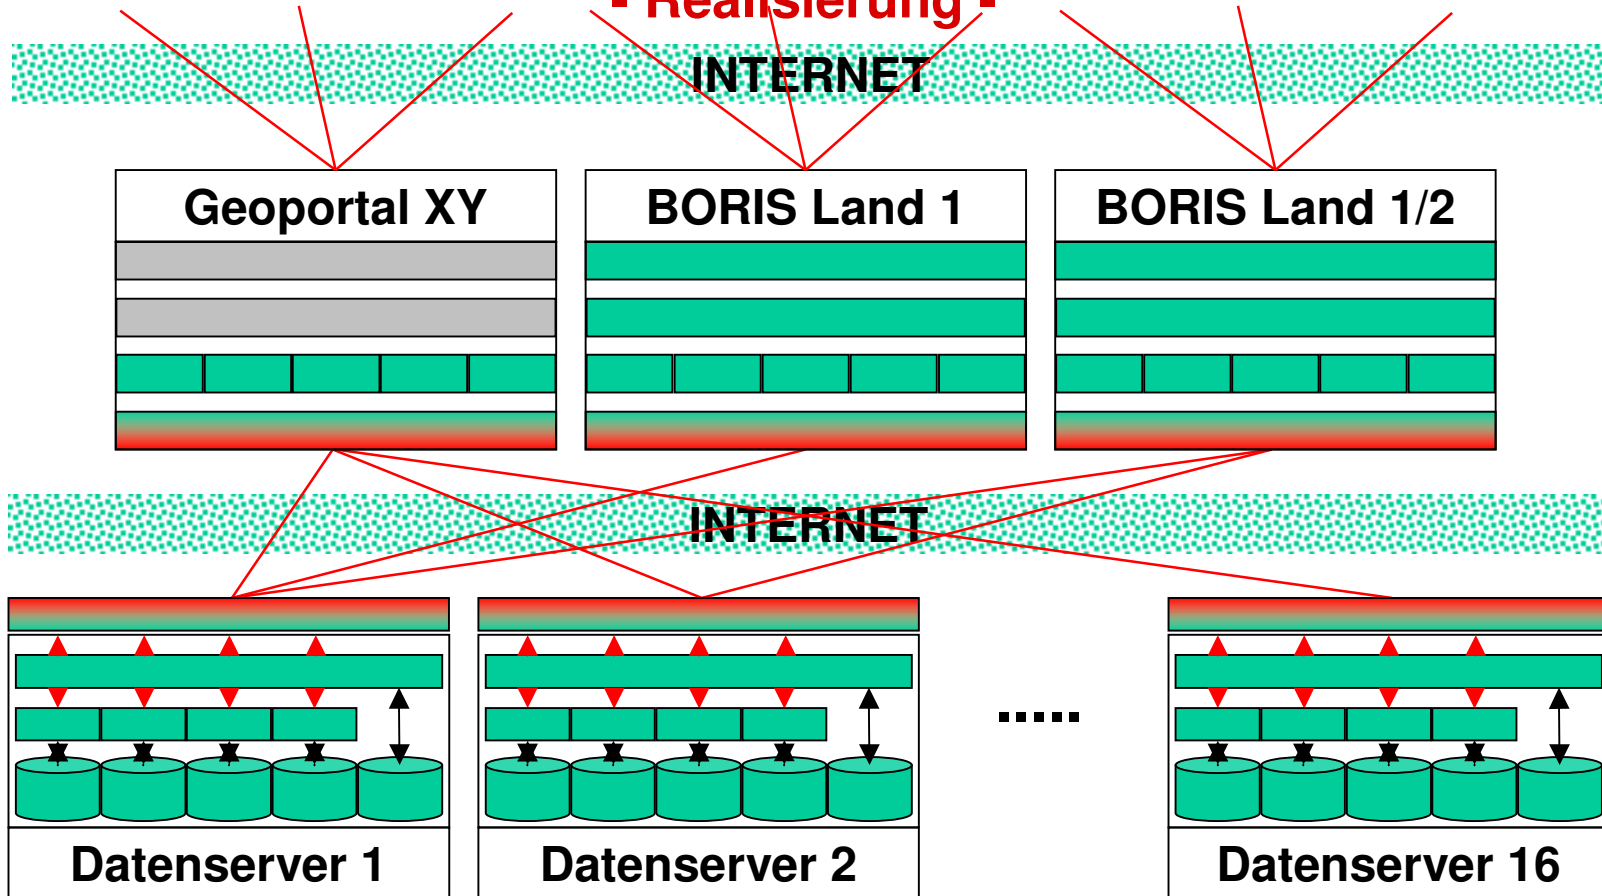 - Realisierung -
INTERNET
Geoportal XY
BORIS Land 1
BORIS Land 1/2
INTERNET
.....
Datenserver 1
Datenserver 2
Datenserver 16